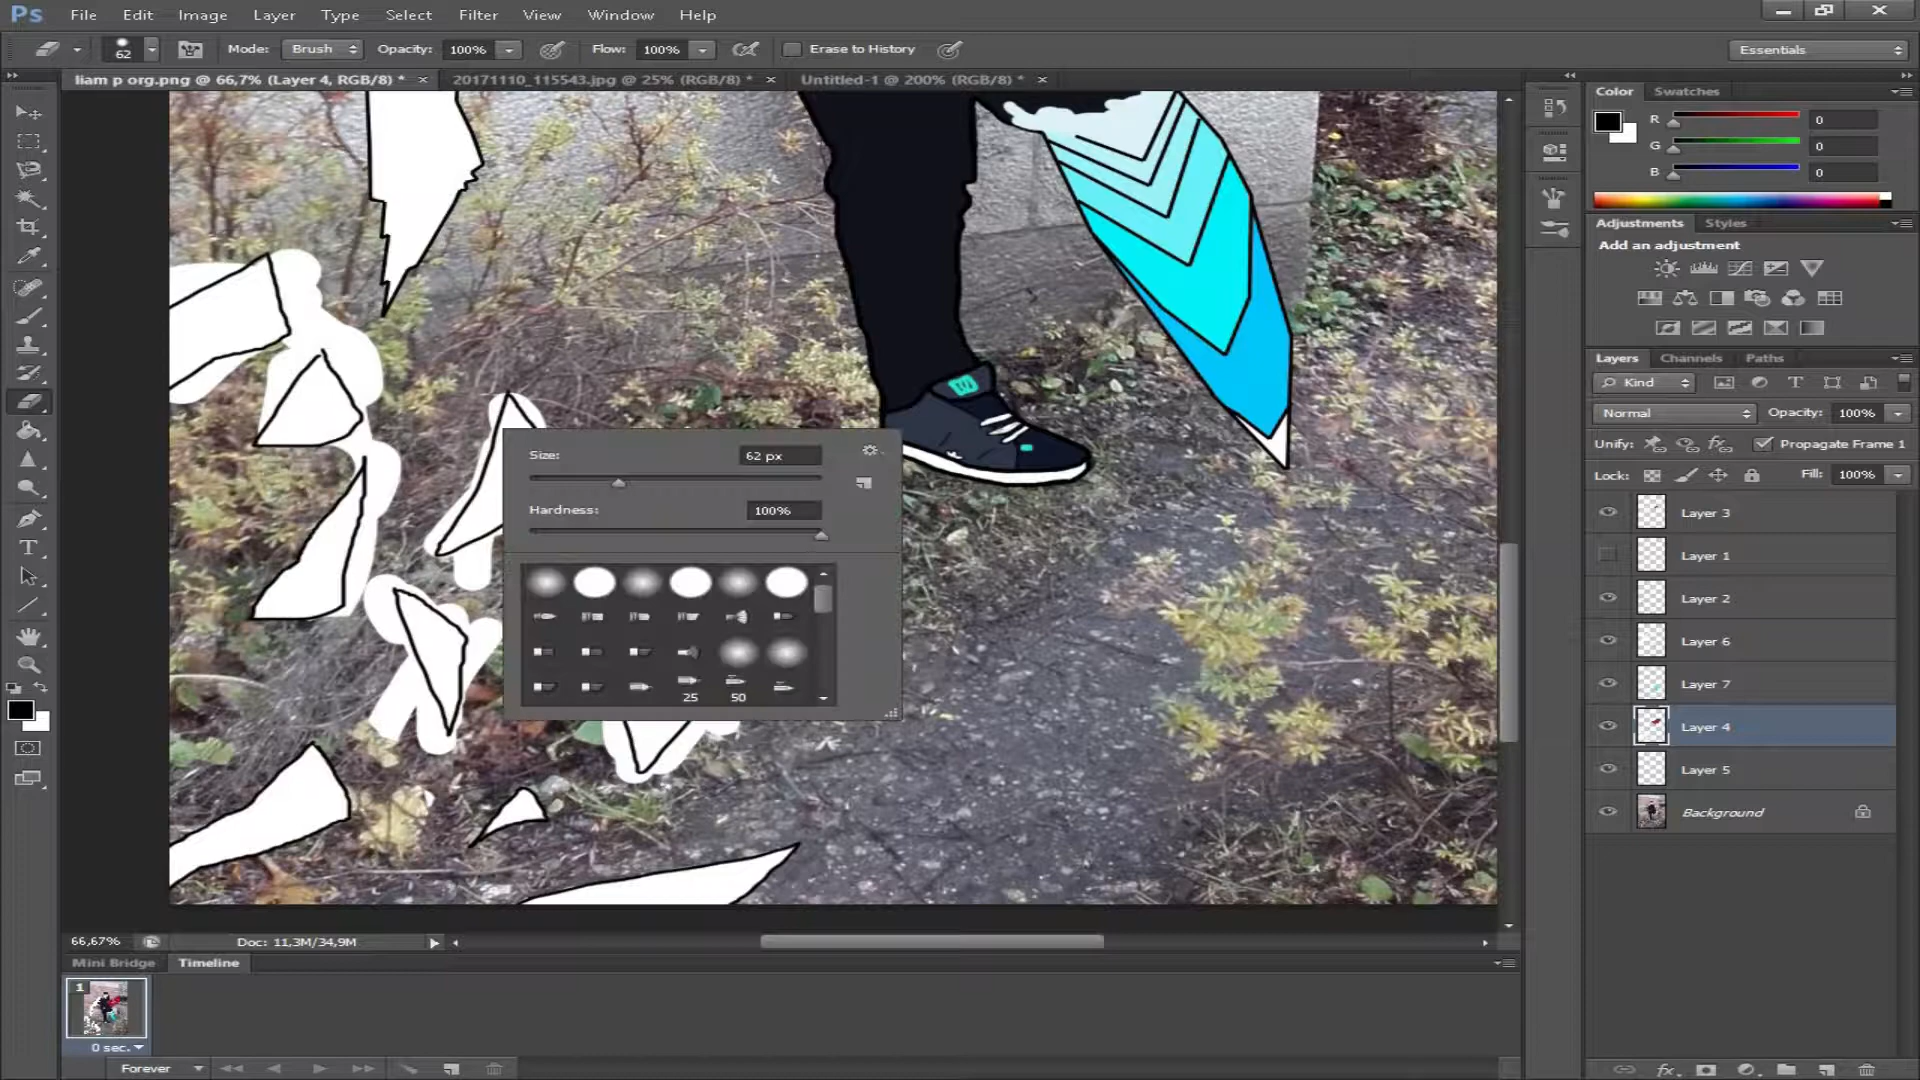 Ps File Edit Image Layer Type Select Filter View Window Help
62 Mode: Brush Opacity: 100% Flow: 100% Erase to History Essentials
liam p org.png @ 66,7% (Layer 4, RGB/8) * × 20171110_115543.jpg @ 25% (RGB/8) * × Untitled-1 @ 200% (RGB/8) * ×
Color Swatches
R 0
G 0
B 0
Adjustments Styles
Add an adjustment
Layers Channels Paths
Kind
Normal Opacity: 100%
Unify: Propagate Frame 1
Lock: Fill: 100%
Layer 3
Layer 1
Layer 2
Layer 6
Layer 7
Layer 4
Layer 5
Background
Size: 62 px
Hardness: 100%
25 50
66,67% Doc: 11,3M/34,9M
Mini Bridge Timeline
1
0 sec.
Forever
fx